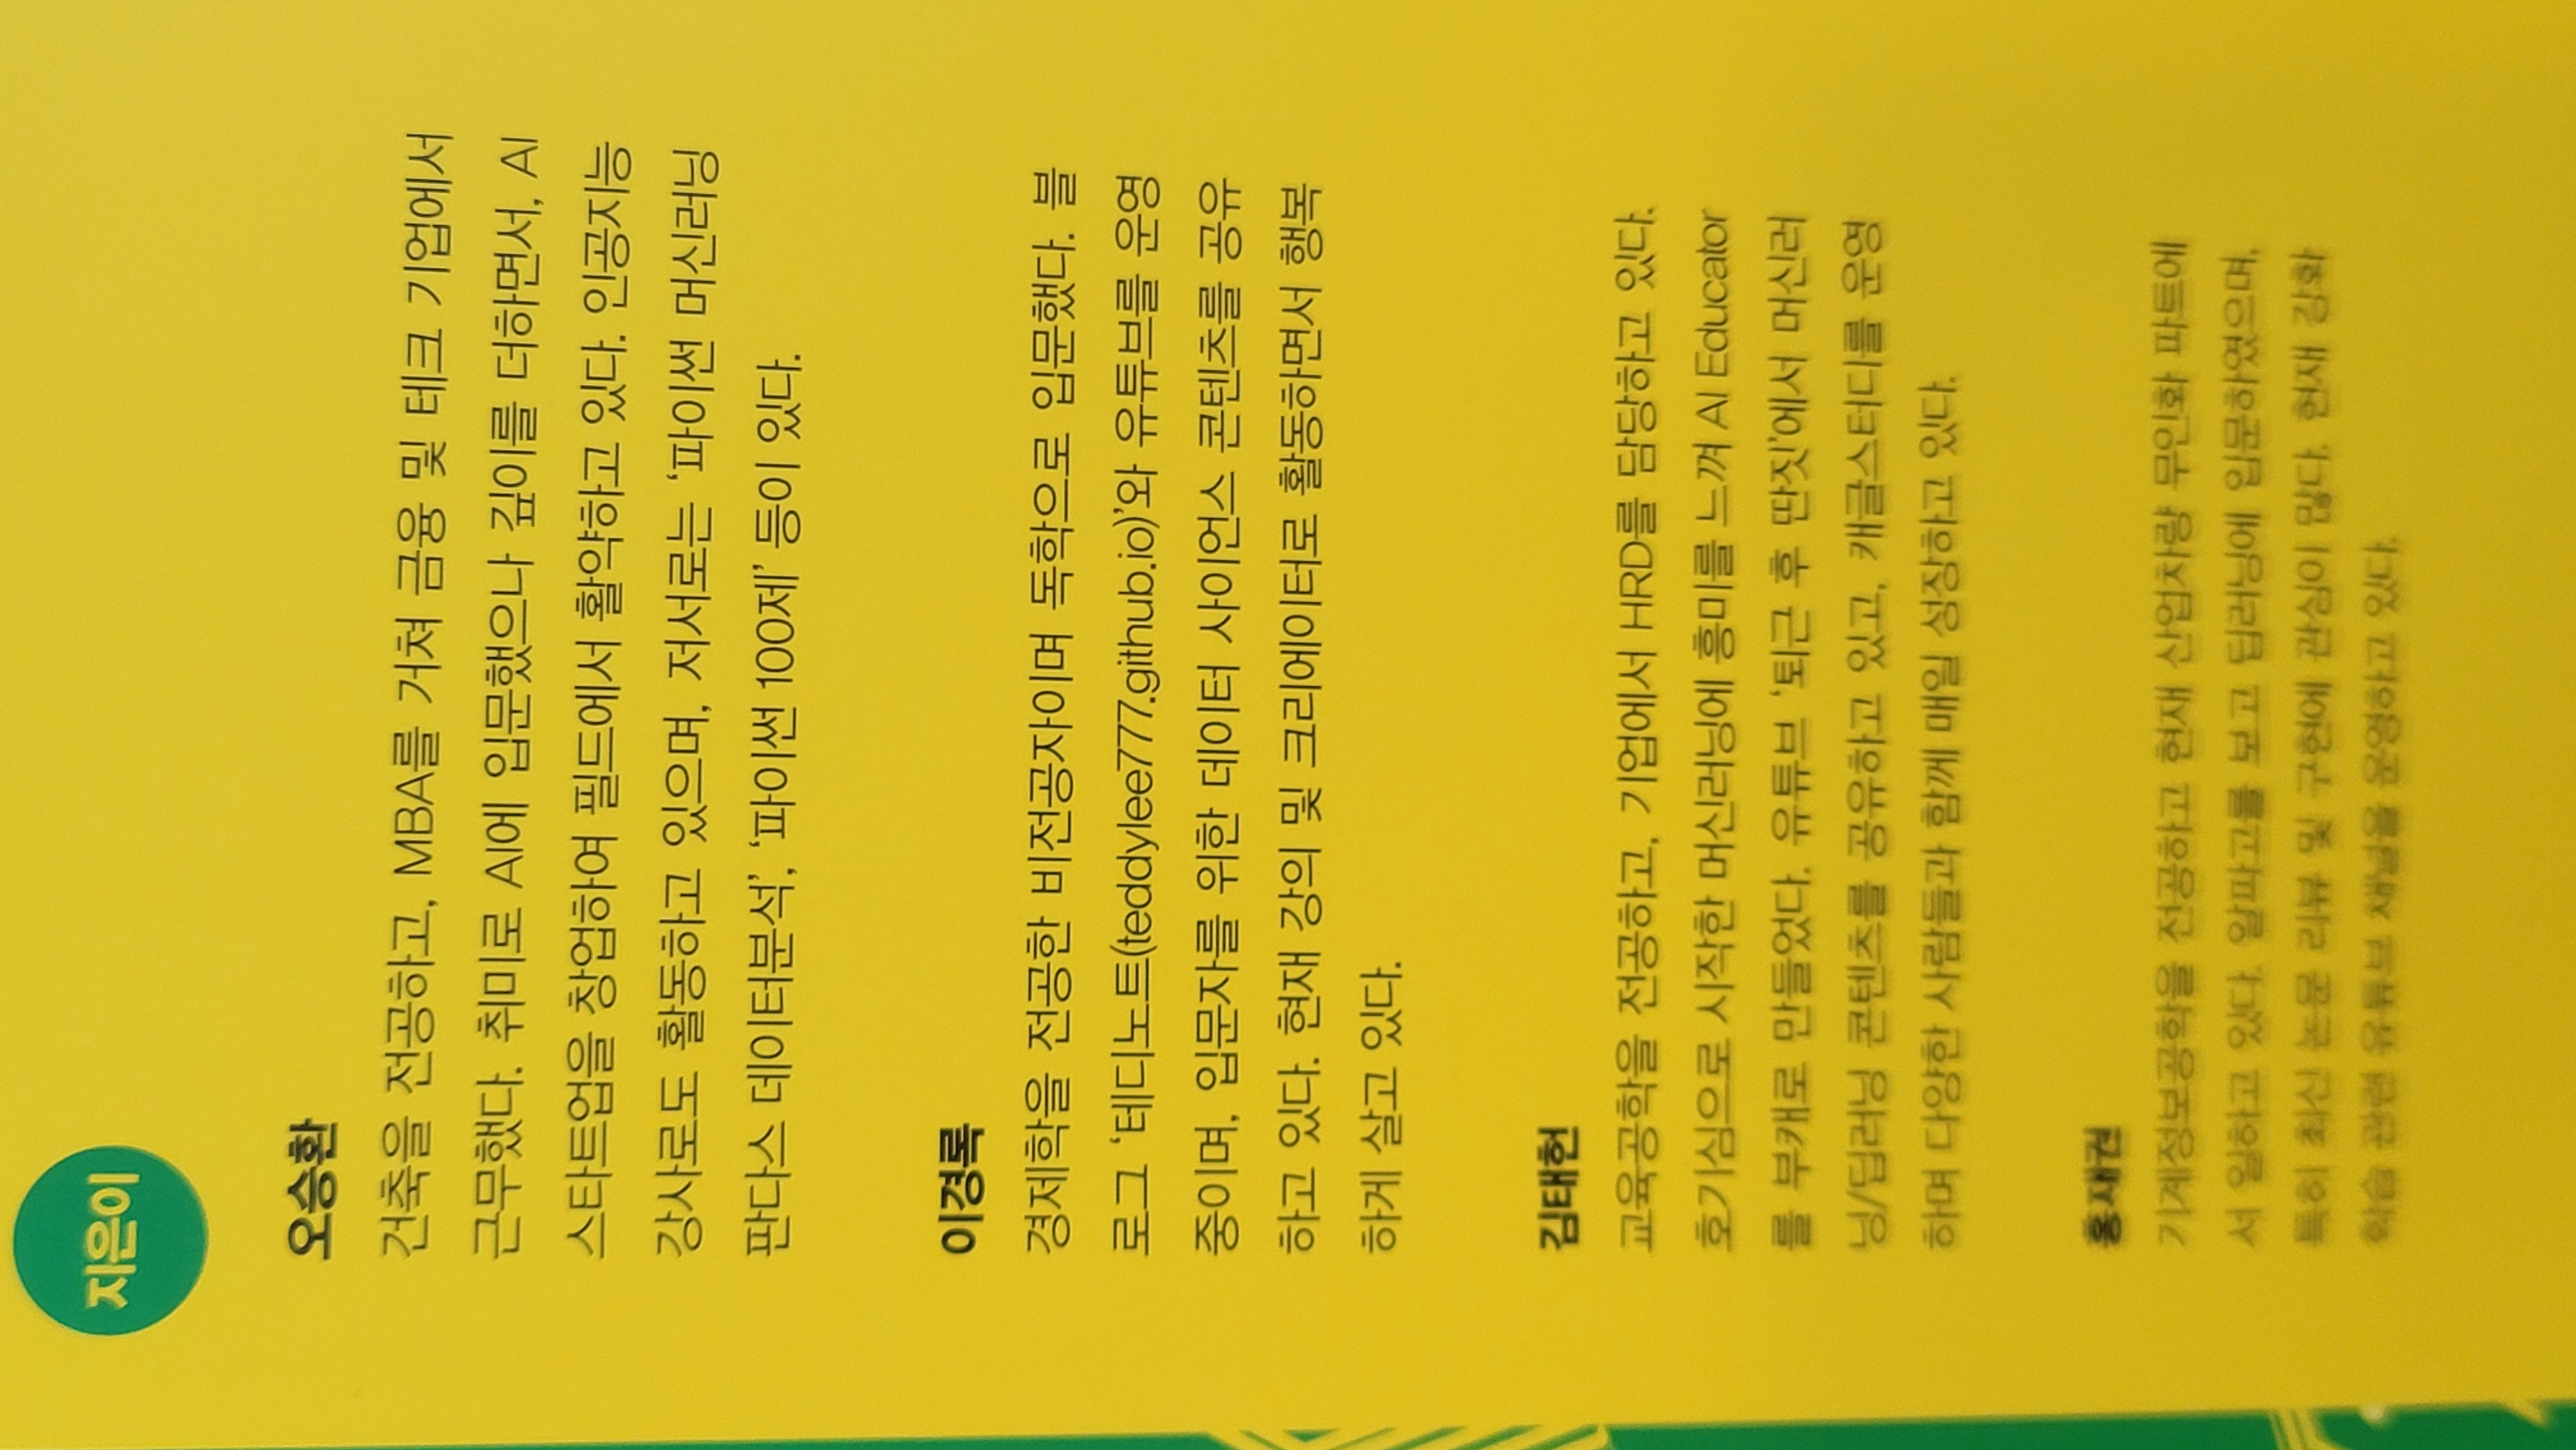 지은이
오승환
건축을 전공하고, MBA를 거쳐 금융 및 테크 기업에서
근무했다. 취미로 AI에 입문했으나 깊이를 더하면서, AI
스타트업을 창업하여 필드에서 활약하고 있다. 인공지능
강사로도 활동하고 있으며, 저서로는 ‘파이썬 머신러닝
판다스 데이터분석’, ‘파이썬 100제’ 등이 있다.
이경록
경제학을 전공한 비전공자이며 독학으로 입문했다. 블
로그 ‘테디노트(teddylee777.github.io)’와 유튜브를 운영
중이며, 입문자를 위한 데이터 사이언스 콘텐츠를 공유
하고 있다. 현재 강의 및 크리에이터로 활동하면서 행복
하게 살고 있다.
김태헌
교육공학을 전공하고, 기업에서 HRD를 담당하고 있다.
호기심으로 시작한 머신러닝에 흥미를 느껴 AI Educator
를 부캐로 만들었다. 유튜브 ‘퇴근 후 딴짓’에서 머신러
닝/딥러닝 콘텐츠를 공유하고 있고, 캐글스터디를 운영
하며 다양한 사람들과 함께 매일 성장하고 있다.
홍재권
기계정보공학을 전공하고 현재 산업차량 무인화 파트에
서 일하고 있다. 알파고를 보고 딥러닝에 입문하였으며,
특히 최신 논문 리뷰 및 구현에 관심이 많다. 현재 강화
학습 관련 유튜브 채널을 운영하고 있다.